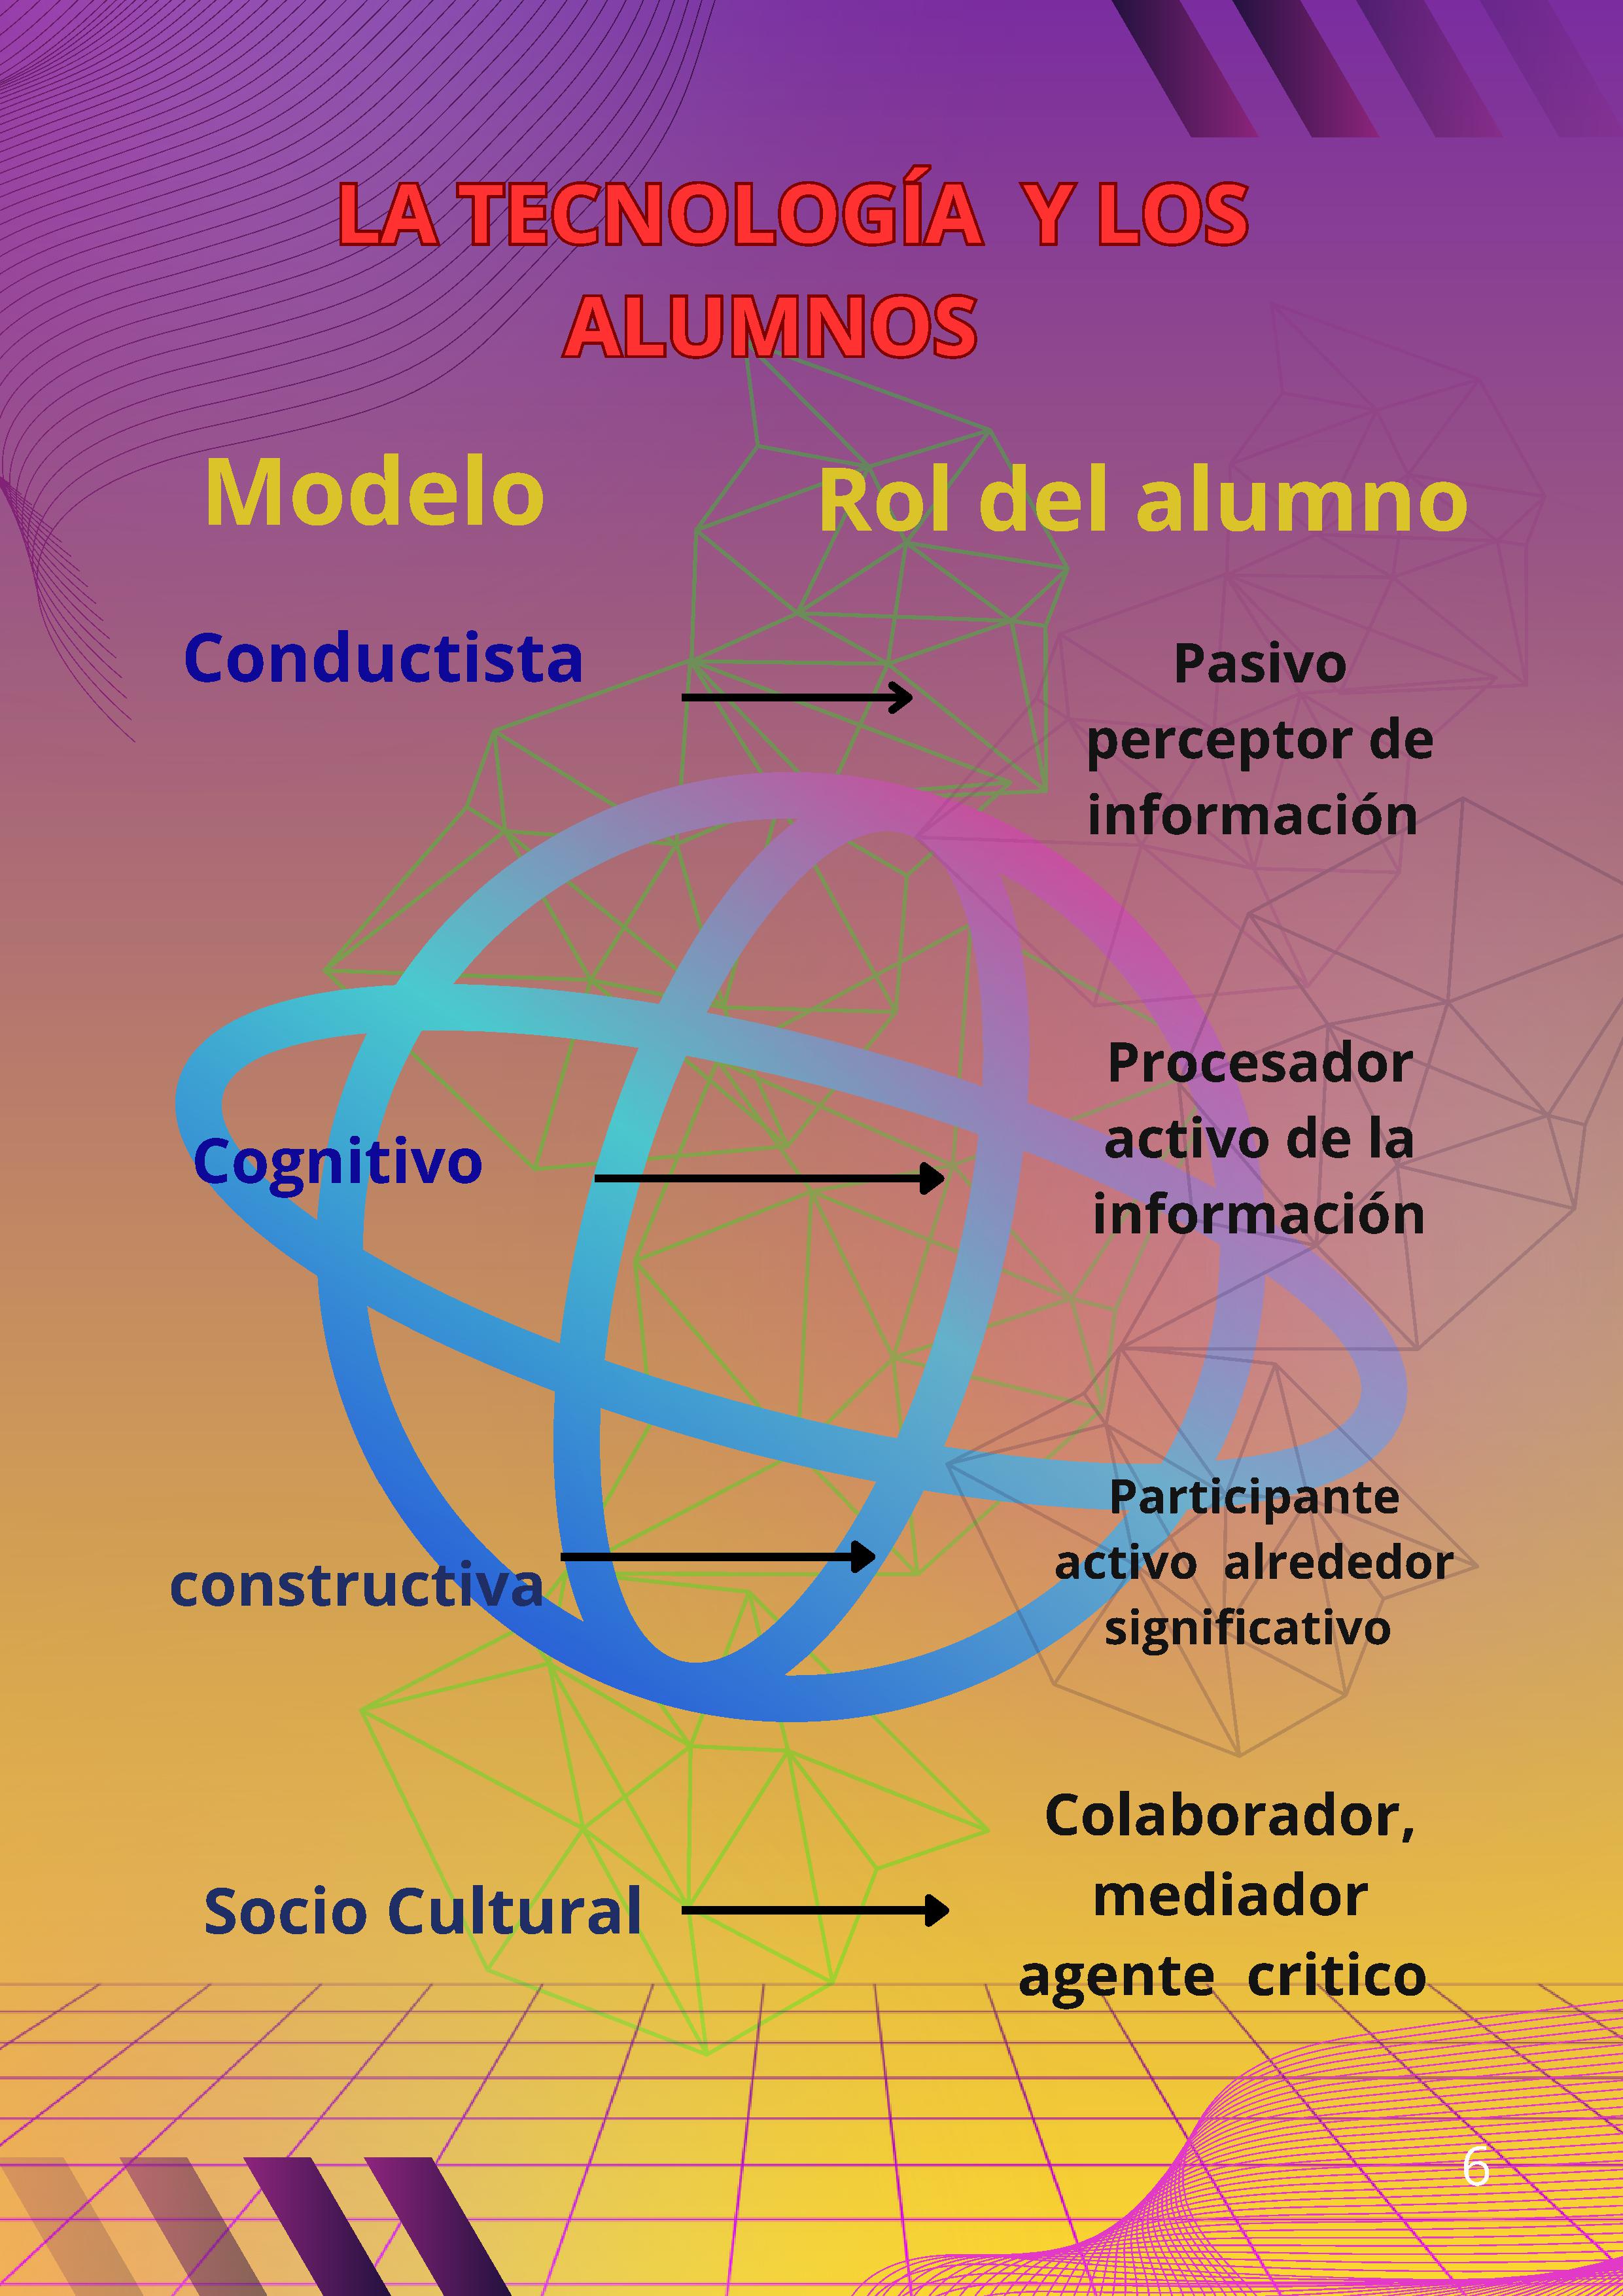 LA TECNOLOGÍA  Y LOS
ALUMNOS
Modelo
Rol del alumno
Conductista
Pasivo
perceptor de
información
Cognitivo
Procesador
activo de la
información
constructiva
Participante
activo  alrededor
significativo
Socio Cultural
Colaborador,
mediador
agente  critico
6